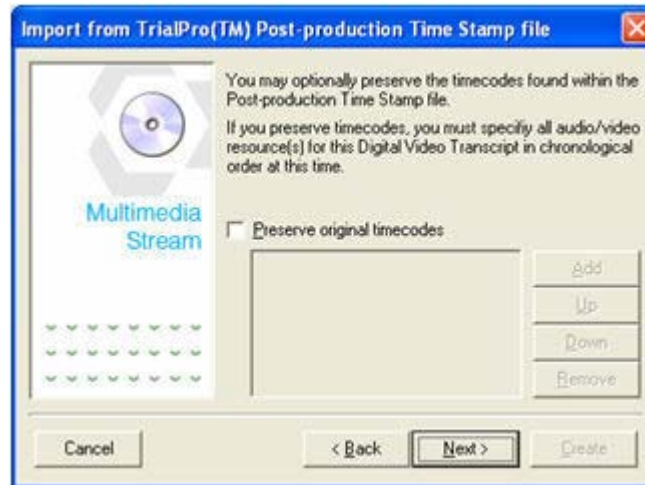 Import from TrialPro(TM) Post-production Time Stamp file
You may optionally preserve the timecodes found within the
Post-production Time Stamp file.
If you preserve timecodes, you must specifiy all audio/video
resource(s) for this Digital Video Transcript in chronological
order at this time.
Multimedia
Stream
Preserve original timecodes
Add
Up
Down
Remove
Cancel
< Back
Next >
Create